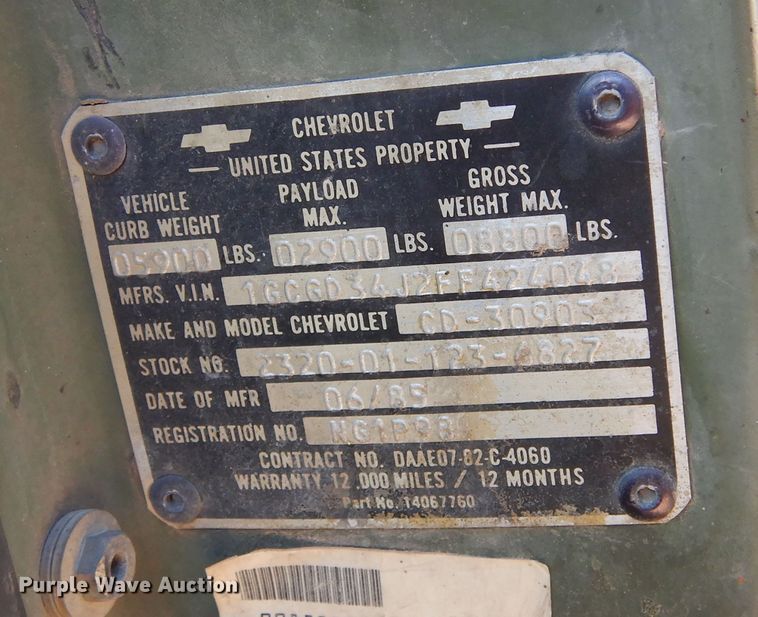 CHEVROLET
UNITED STATES PROPERTY
VEHICLE CURB WEIGHT 05900 LBS.
PAYLOAD MAX. 02900 LBS.
GROSS WEIGHT MAX. 08800 LBS.
MFRS. V.I.N. 1GCGD34J2FF424048
MAKE AND MODEL CHEVROLET CD-30903
STOCK NO. 2320-01-123-6827
DATE OF MFR 06/85
REGISTRATION NO.
CONTRACT NO. DAAE07-82-C-4060
WARRANTY 12,000 MILES / 12 MONTHS
Part No. 14067760
Purple Wave Auction